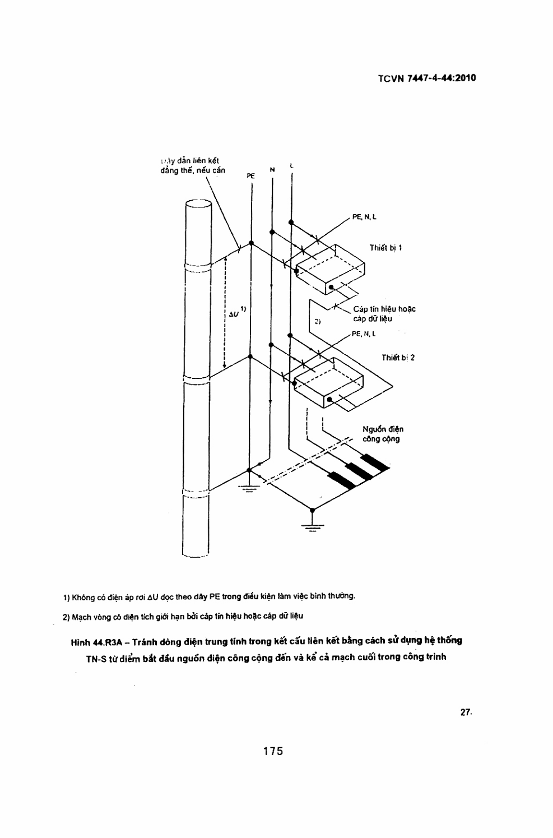 TCVN 7447-4-44:2010
dây dẫn liên kết
đẳng thế, nếu cần
PE
N
L
PE, N, L
Thiết bị 1
ΔU 1)
Cáp tín hiệu hoặc
cáp dữ liệu
2)
PE, N, L
Thiết bị 2
Nguồn điện
công cộng
1) Không có điện áp rơi ΔU dọc theo dây PE trong điều kiện làm việc bình thường.
2) Mạch vòng có diện tích giới hạn bởi cáp tín hiệu hoặc cáp dữ liệu
Hình 44.R3A – Tránh dòng điện trung tính trong kết cấu liên kết bằng cách sử dụng hệ thống
TN-S từ điểm bắt đầu nguồn điện công cộng đến và kể cả mạch cuối trong công trình
27
175